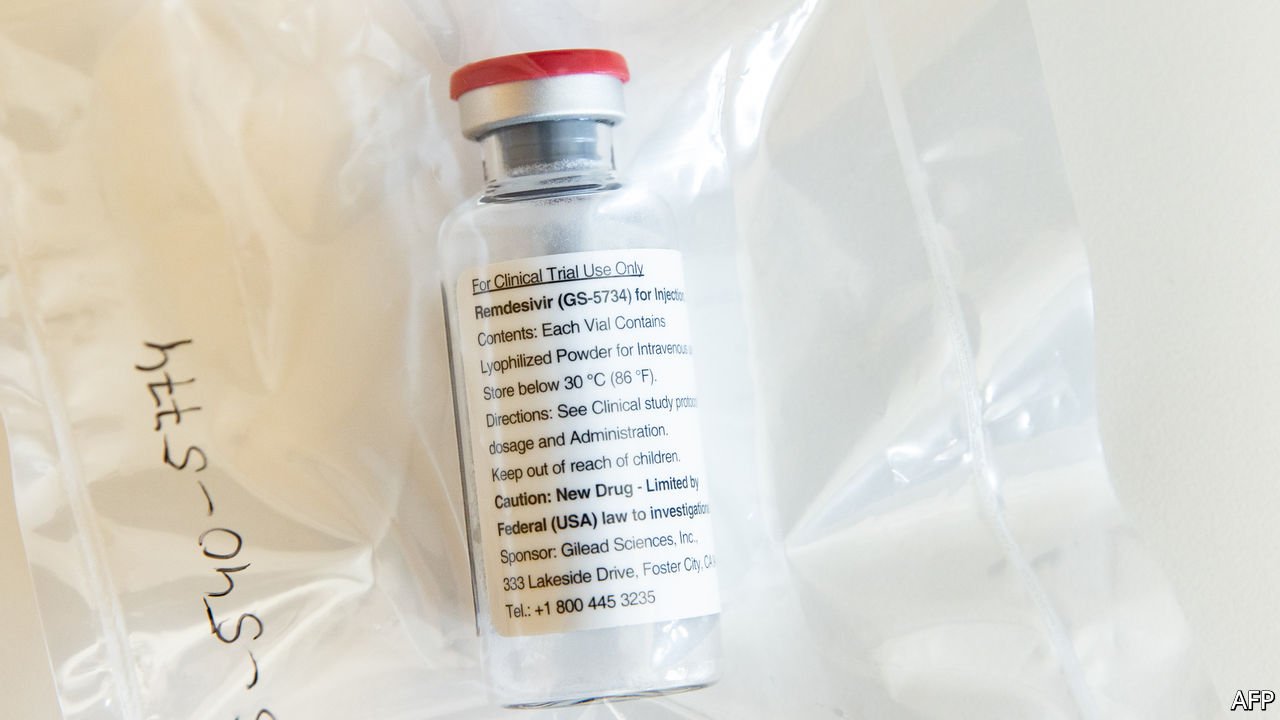 For Clinical Trial Use Only
Remdesivir (GS-5734) for Injection
Contents: Each Vial Contains
Lyophilized Powder for Intravenous
Store below 30 °C (86 °F).
Directions: See Clinical study protoc
dosage and Administration.
Keep out of reach of children.
Caution: New Drug - Limited by
Federal (USA) law to investigation
Sponsor: Gilead Sciences, Inc.,
333 Lakeside Drive, Foster City, CA
Tel.: +1 800 445 3235
-540-5774
AFP